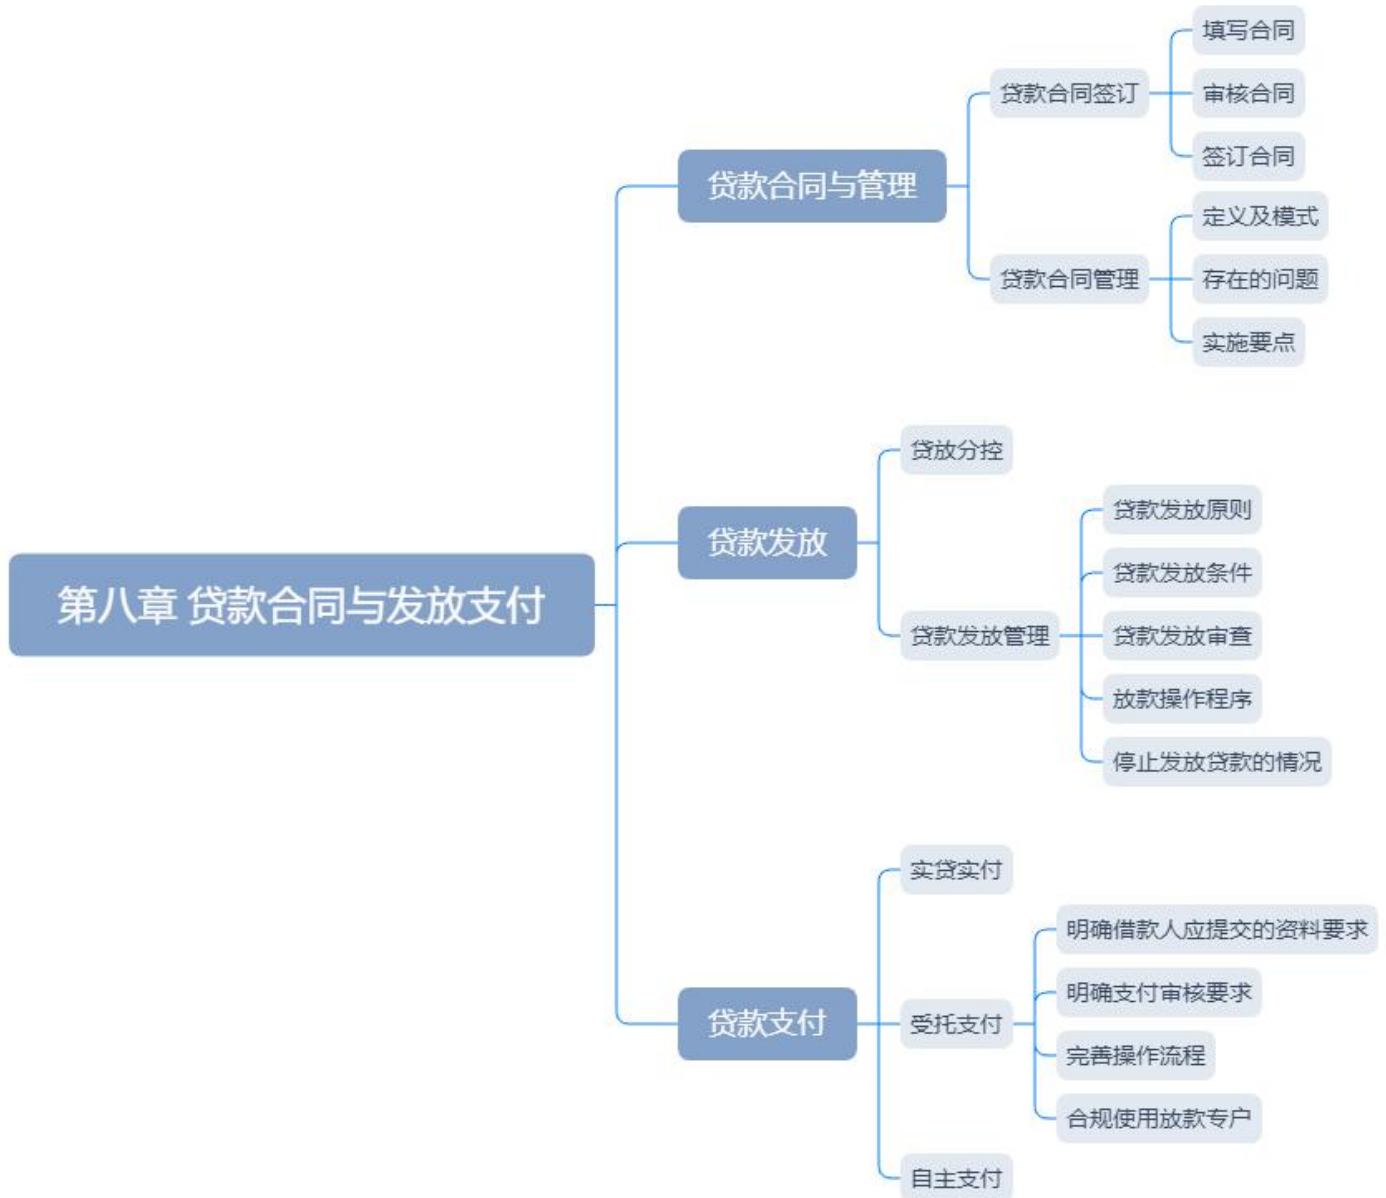 第八章 贷款合同与发放支付
贷款合同与管理
贷款合同签订
填写合同
审核合同
签订合同
贷款合同管理
定义及模式
存在的问题
实施要点
贷款发放
贷放分控
贷款发放管理
贷款发放原则
贷款发放条件
贷款发放审查
放款操作程序
停止发放贷款的情况
贷款支付
实贷实付
受托支付
明确借款人应提交的资料要求
明确支付审核要求
完善操作流程
合规使用放款专户
自主支付